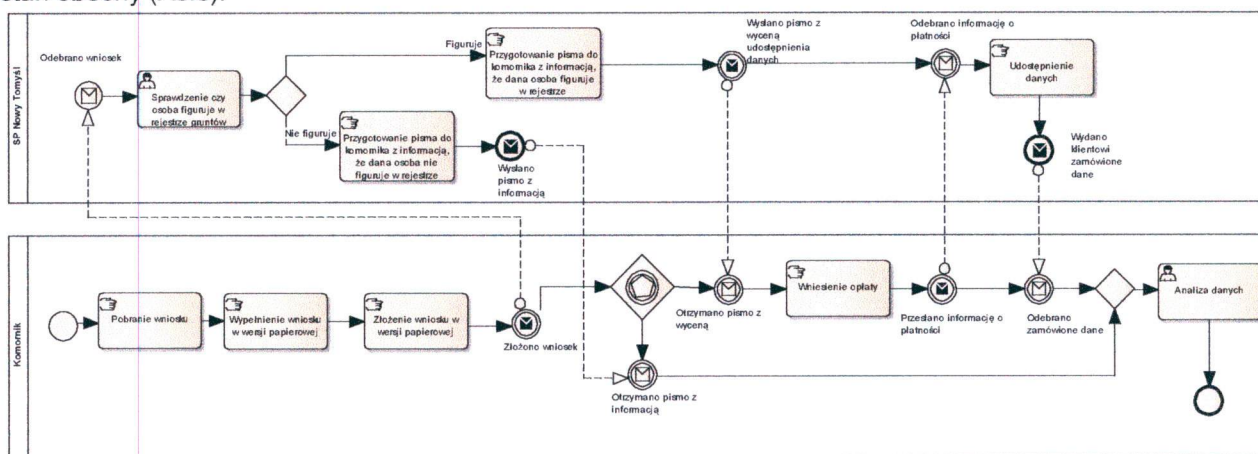 SP Nowy Tomyśl
Odebrano wniosek
Sprawdzenie czy
osoba figuruje w
rejestrze gruntów
Figuruje
Nie figuruje
Przygotowanie pisma do
komornika z informacją,
że dana osoba figuruje
w rejestrze
Przygotowanie pisma do
komornika z informacją,
że dana osoba nie
figuruje w rejestrze
Wysłano
pismo z
informacją
Wysłano pismo z
wyceną
udostępnienia
danych
Odebrano informację o
płatności
Udostępnienie
danych
Wydano
klientowi
zamówione
dane
Komornik
Pobranie wniosku
Wypełnienie wniosku
w wersji papierowej
Złożenie wniosku w
wersji papierowej
Złożono wniosek
Otrzymano pismo z
wyceną
Otrzymano pismo z
informacją
Wniesienie opłaty
Przesłano informację o
płatności
Odebrano
zamówione dane
Analiza danych